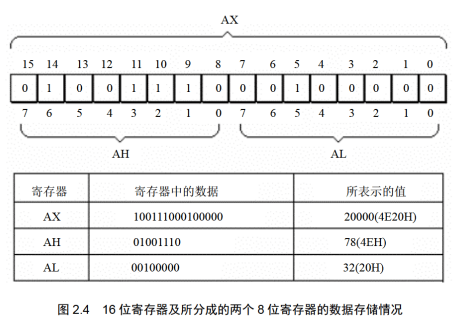 AX
15 14 13 12 11 10 9 8 7 6 5 4 3 2 1 0
0 1 0 0 1 1 1 0 0 0 1 0 0 0 0 0
7 6 5 4 3 2 1 0 7 6 5 4 3 2 1 0
AH AL
寄存器 寄存器中的数据 所表示的值
AX 100111000100000 20000(4E20H)
AH 01001110 78(4EH)
AL 00100000 32(20H)
图 2.4 16 位寄存器及所分成的两个 8 位寄存器的数据存储情况